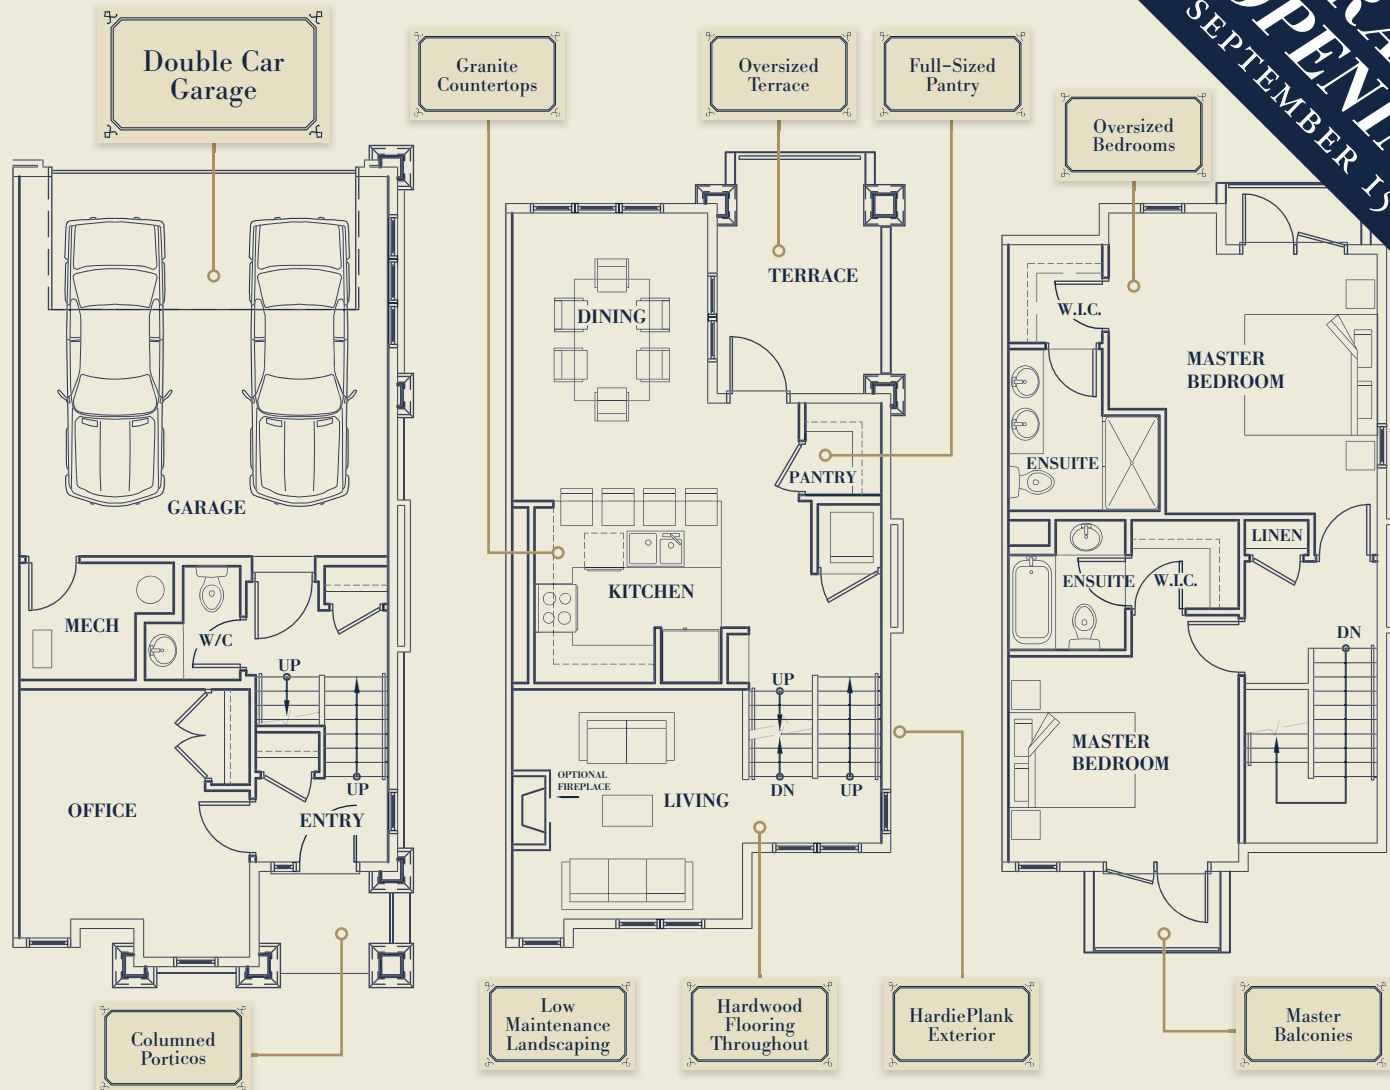 Double Car
Garage
Granite
Countertops
Oversized
Terrace
Full-Sized
Pantry
Oversized
Bedrooms
SEPTEMBER 15
TERRACE
DINING
W.I.C.
MASTER
BEDROOM
PANTRY
ENSUITE
GARAGE
LINEN
KITCHEN
ENSUITE
W.I.C.
MECH
W/C
UP
UP
DN
MASTER
BEDROOM
OPTIONAL
FIREPLACE
LIVING
OFFICE
ENTRY
UP
DN
UP
Columned
Porticos
Low
Maintenance
Landscaping
Hardwood
Flooring
Throughout
HardiePlank
Exterior
Master
Balconies